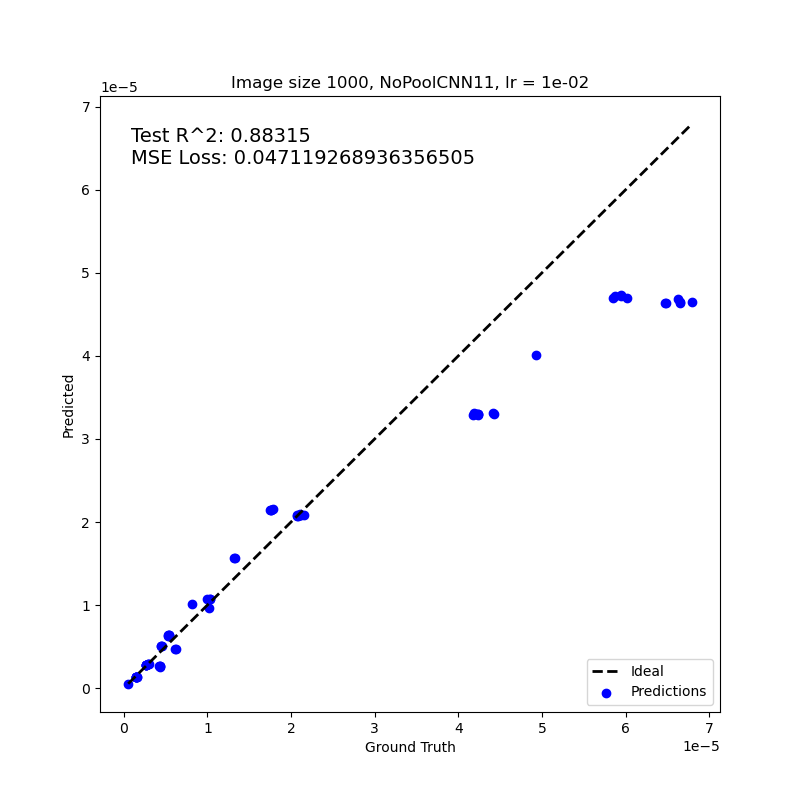 Image size 1000, NoPoolCNN11, lr = 1e-02
1e−5
Test R^2: 0.88315
MSE Loss: 0.047119268936356505
7
6
5
4
3
2
1
0
Predicted
Ideal
Predictions
0 1 2 3 4 5 6 7
1e−5
Ground Truth